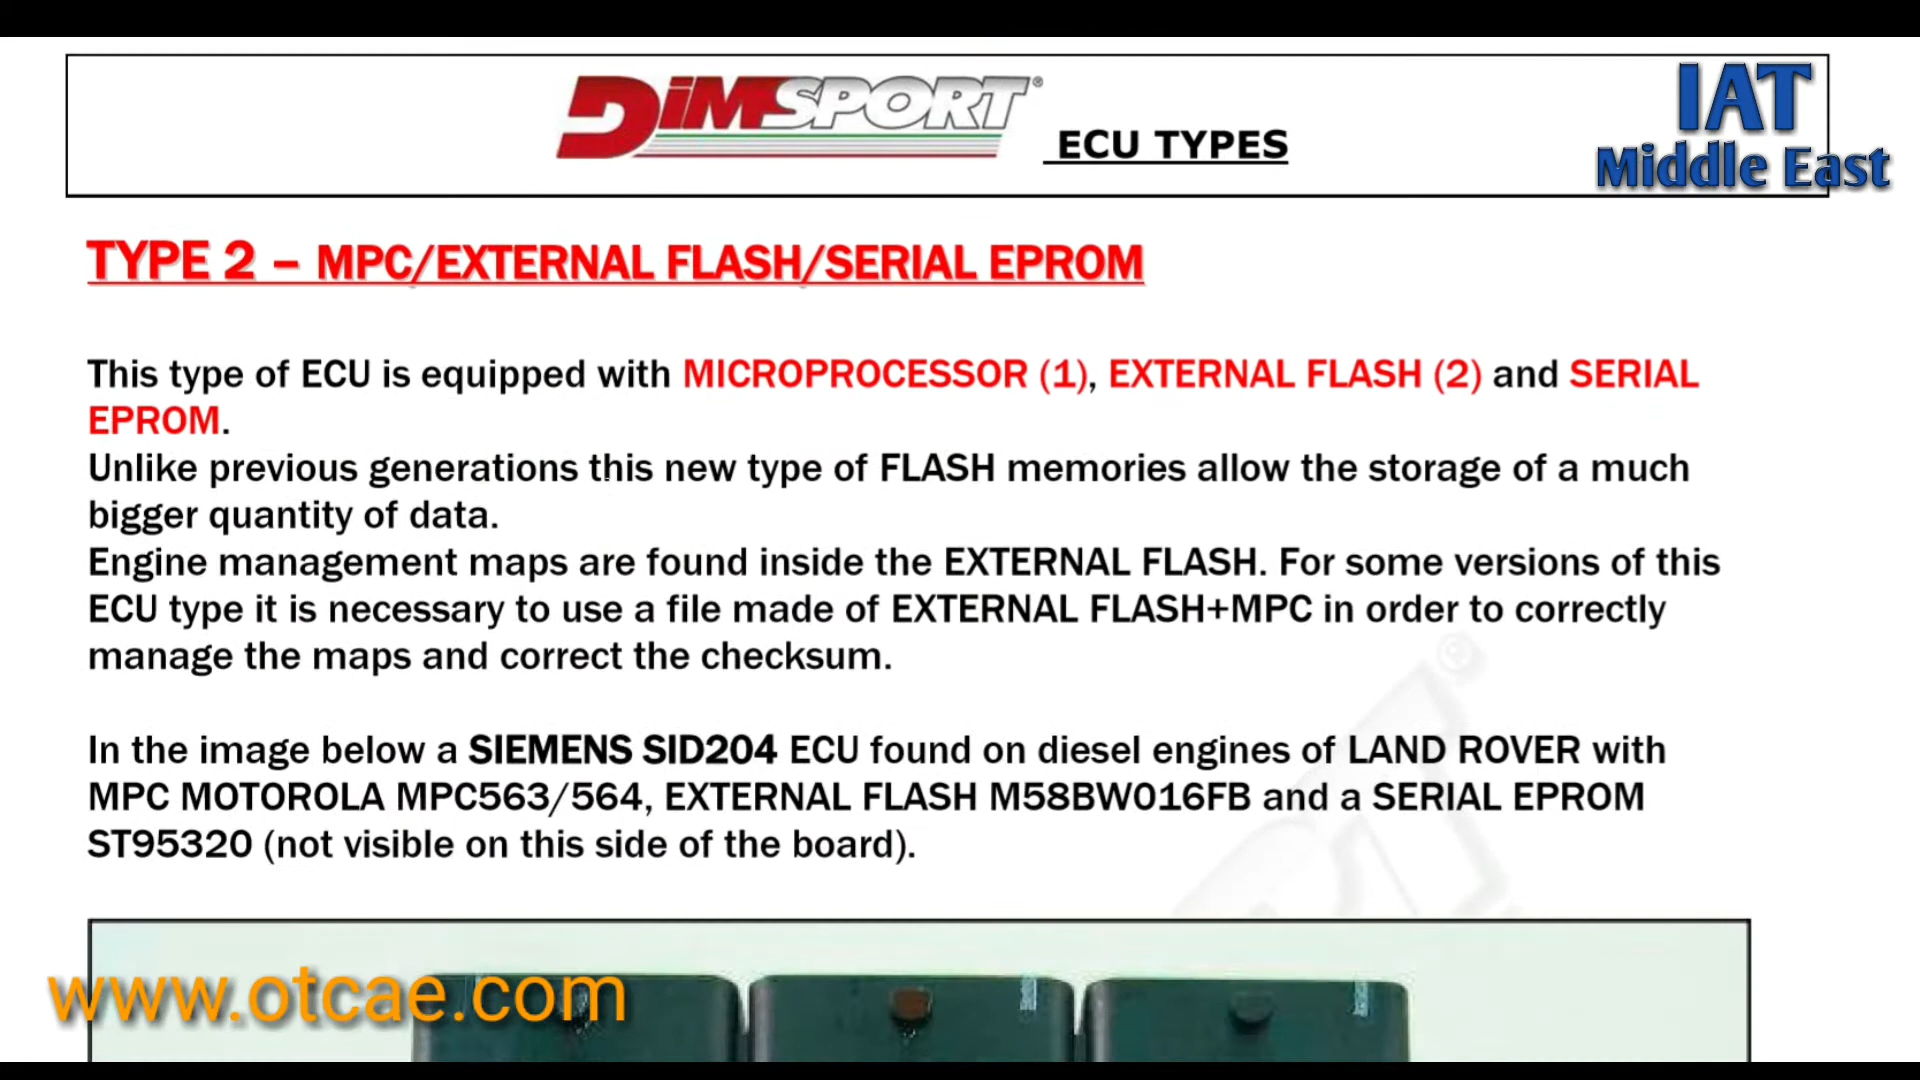 DIMSPORT® ECU TYPES
IAT
Middle East
TYPE 2 – MPC/EXTERNAL FLASH/SERIAL EPROM
This type of ECU is equipped with MICROPROCESSOR (1), EXTERNAL FLASH (2) and SERIAL
EPROM.
Unlike previous generations this new type of FLASH memories allow the storage of a much
bigger quantity of data.
Engine management maps are found inside the EXTERNAL FLASH. For some versions of this
ECU type it is necessary to use a file made of EXTERNAL FLASH+MPC in order to correctly
manage the maps and correct the checksum.
In the image below a SIEMENS SID204 ECU found on diesel engines of LAND ROVER with
MPC MOTOROLA MPC563/564, EXTERNAL FLASH M58BW016FB and a SERIAL EPROM
ST95320 (not visible on this side of the board).
www.otcae.com